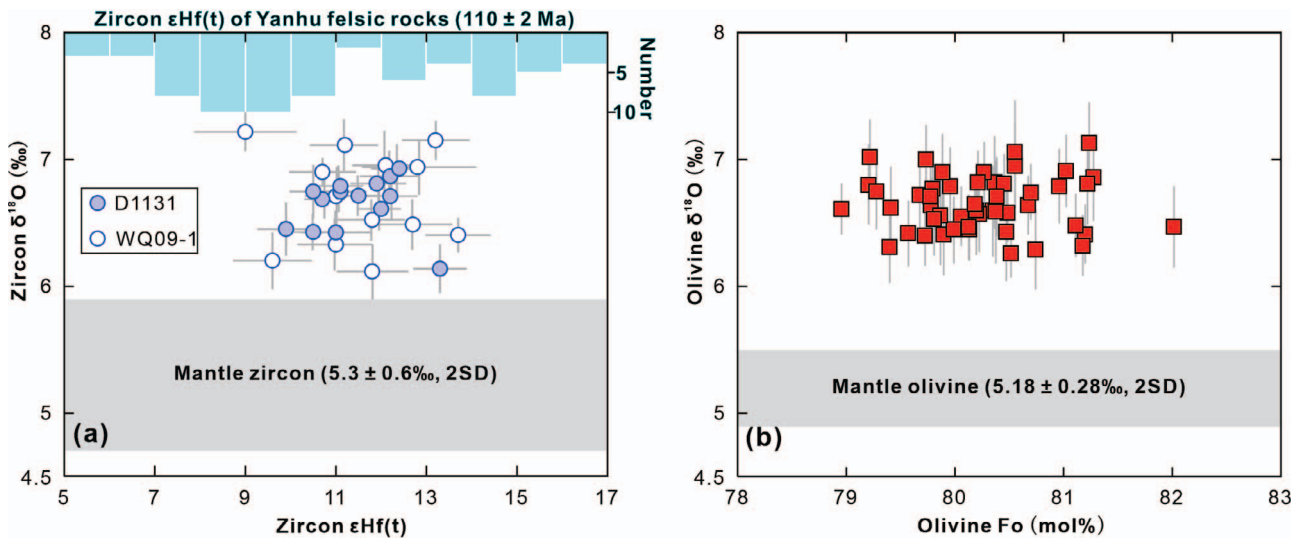 Zircon εHf(t) of Yanhu felsic rocks (110 ± 2 Ma)
8
7
6
5
4.5
Zircon δ¹⁸O (‰)
5
10
Number
D1131
WQ09-1
Mantle zircon (5.3 ± 0.6‰, 2SD)
(a)
5
7
9
11
13
15
17
Zircon εHf(t)
8
7
6
5
4.5
Olivine δ¹⁸O (‰)
Mantle olivine (5.18 ± 0.28‰, 2SD)
(b)
78
79
80
81
82
83
Olivine Fo (mol%)